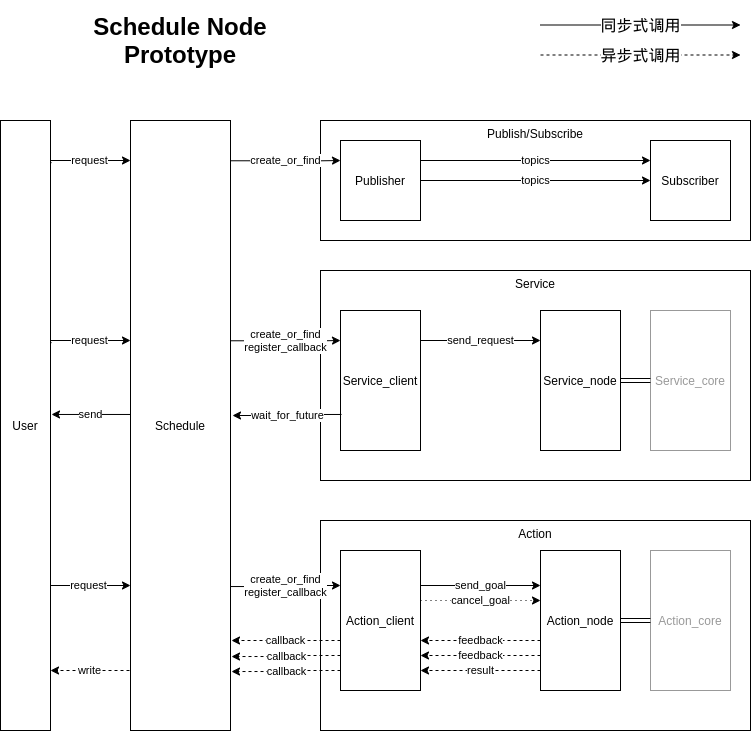 Schedule Node
Prototype
同步式调用
异步式调用
Publish/Subscribe
request
create_or_find
Publisher
topics
topics
Subscriber
Service
request
create_or_find
register_callback
send_request
Service_client
Service_node
Service_core
send
wait_for_future
User
Schedule
Action
request
create_or_find
register_callback
send_goal
cancel_goal
Action_client
Action_node
Action_core
callback
feedback
callback
feedback
write
callback
result